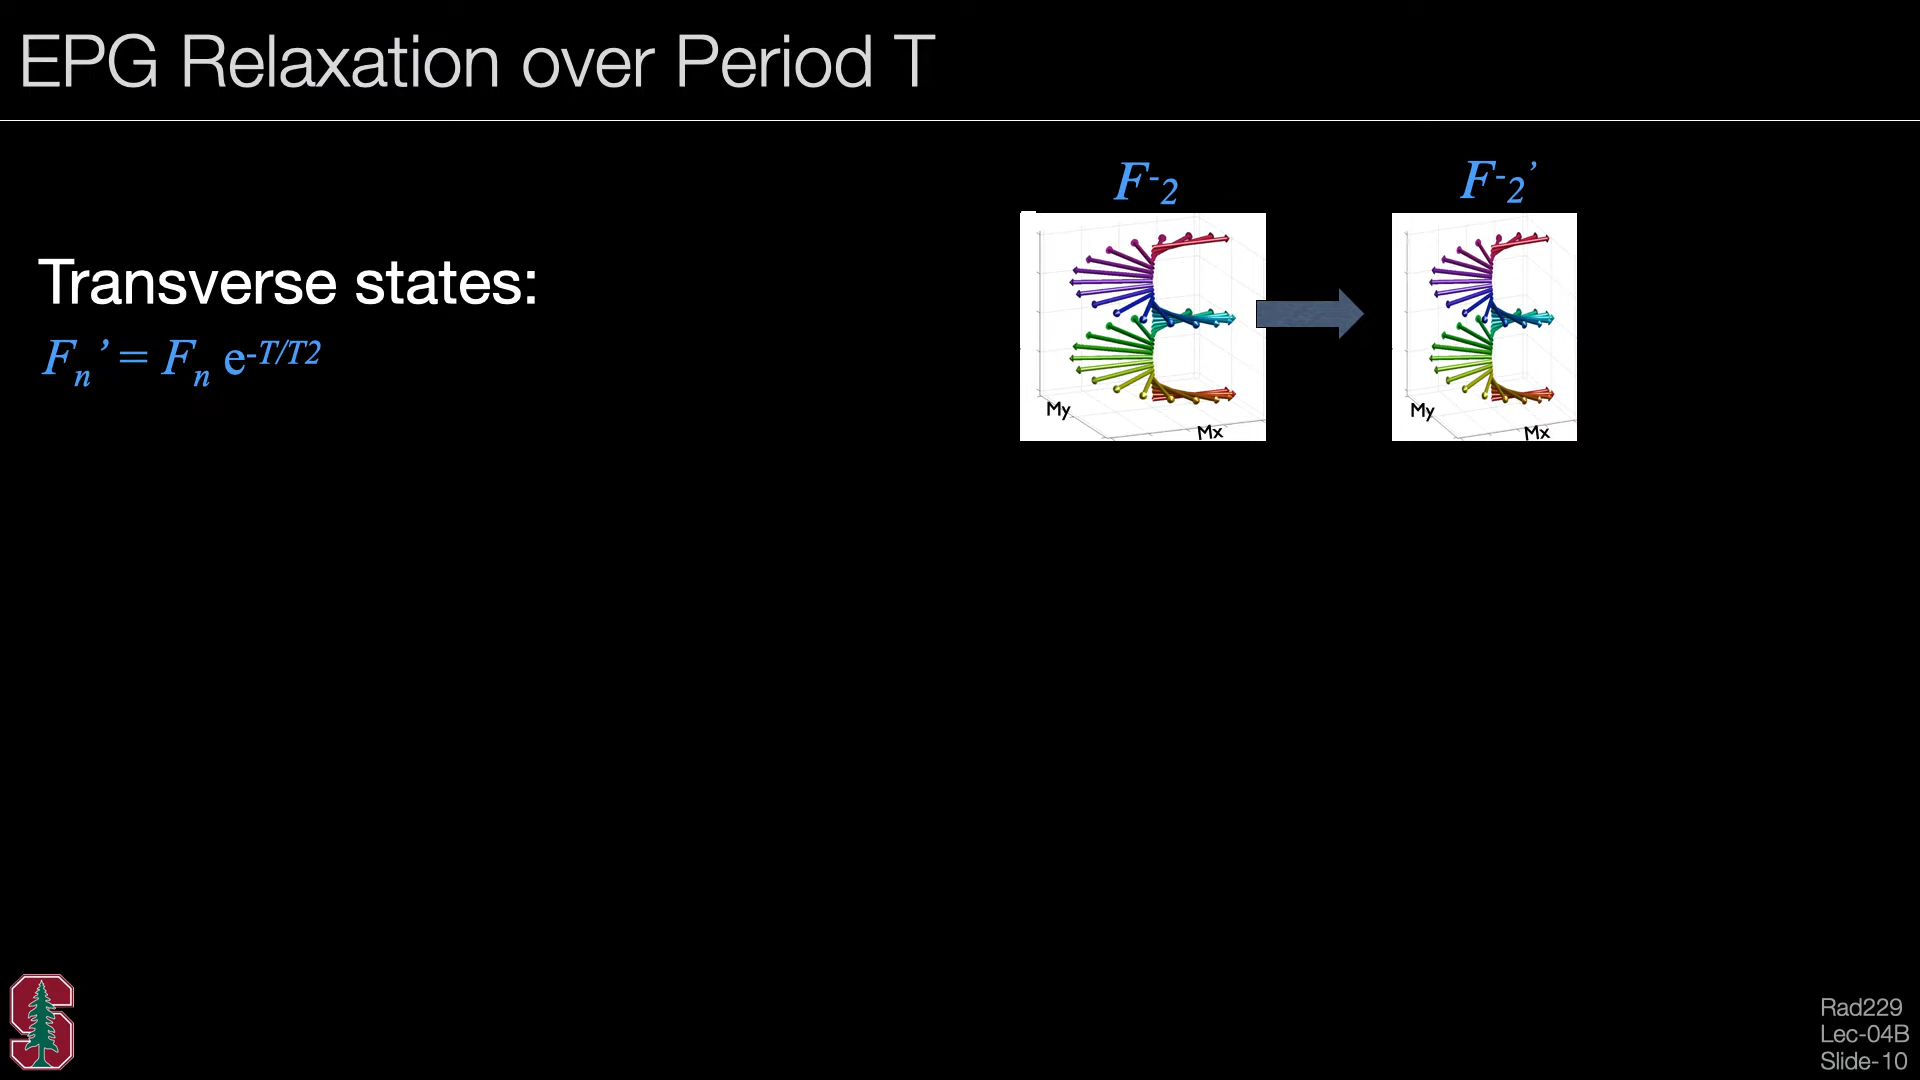 EPG Relaxation over Period T
F-2
F-2’
Transverse states:
Fn’ = Fn e-T/T2
My
Mx
My
Mx
Rad229
Lec-04B
Slide-10